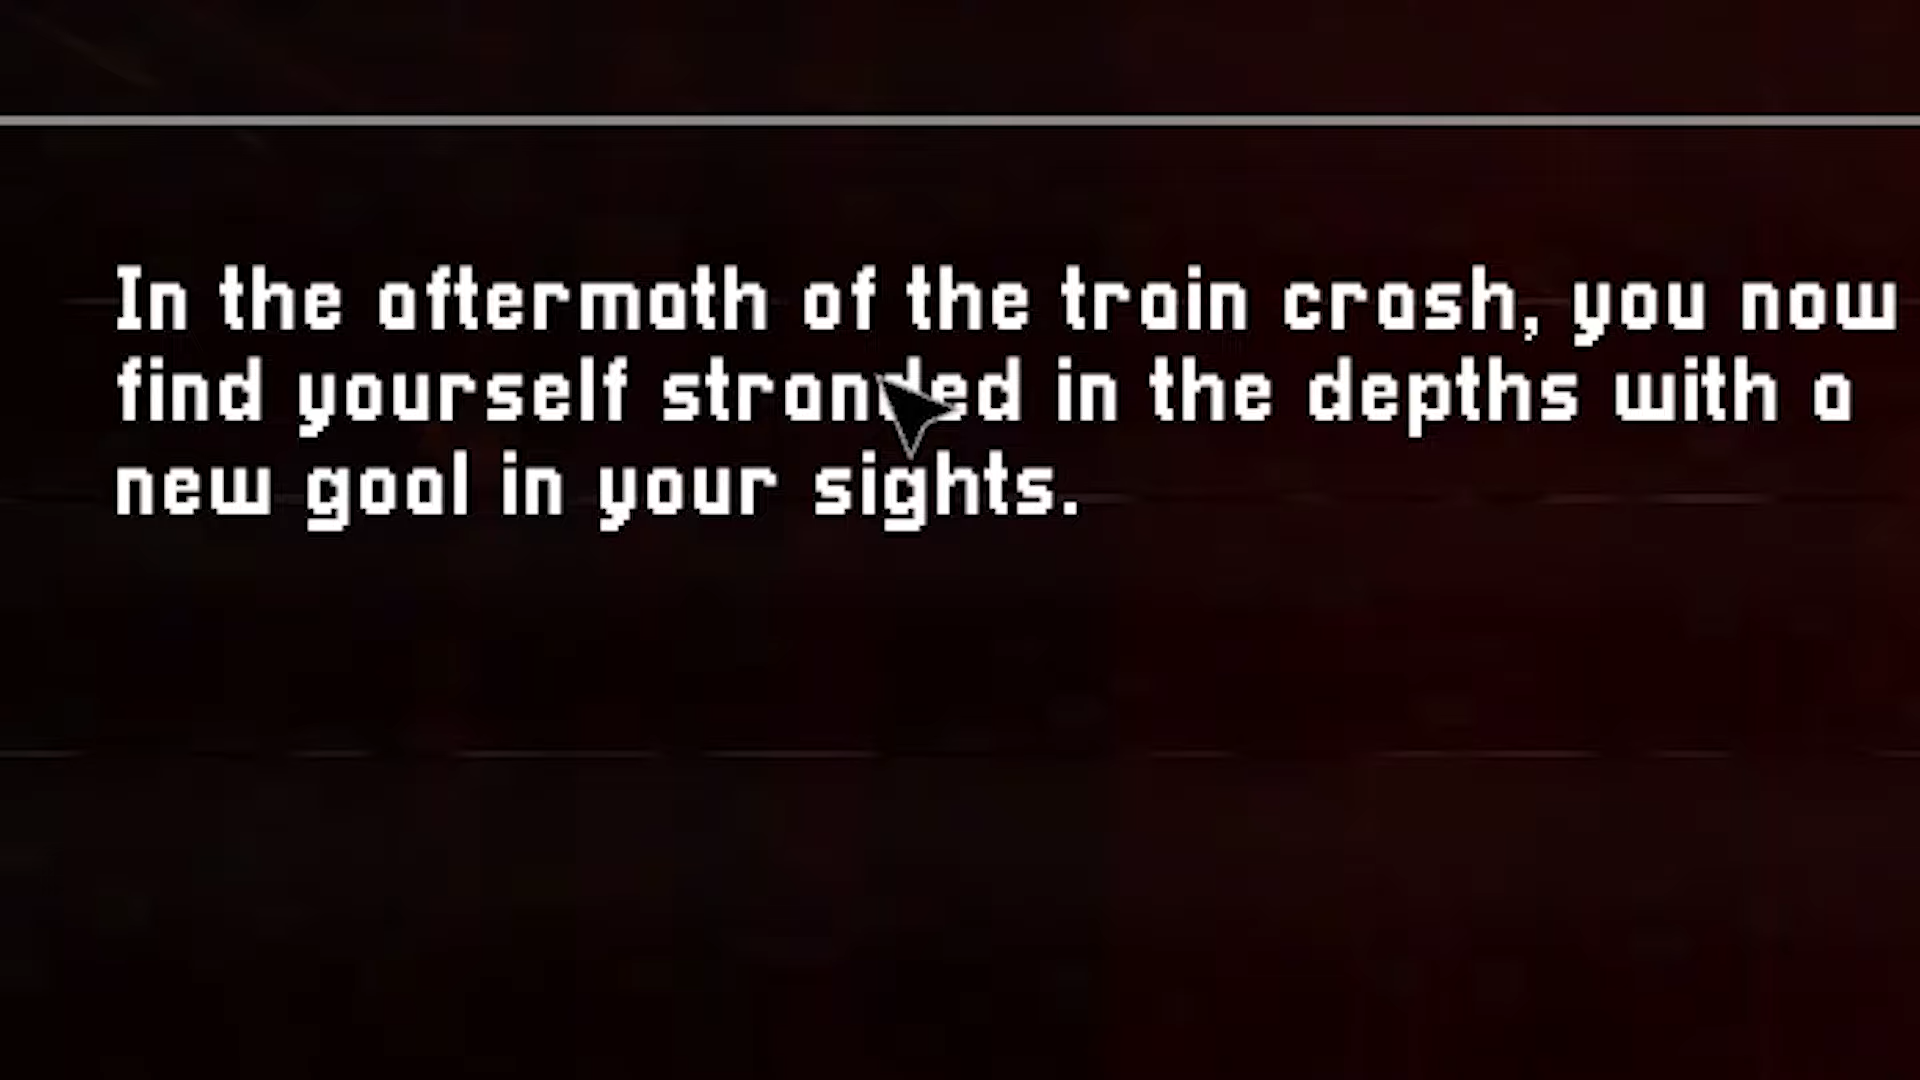 In the aftermath of the train crash, you now
find yourself stranded in the depths with a
new goal in your sights.